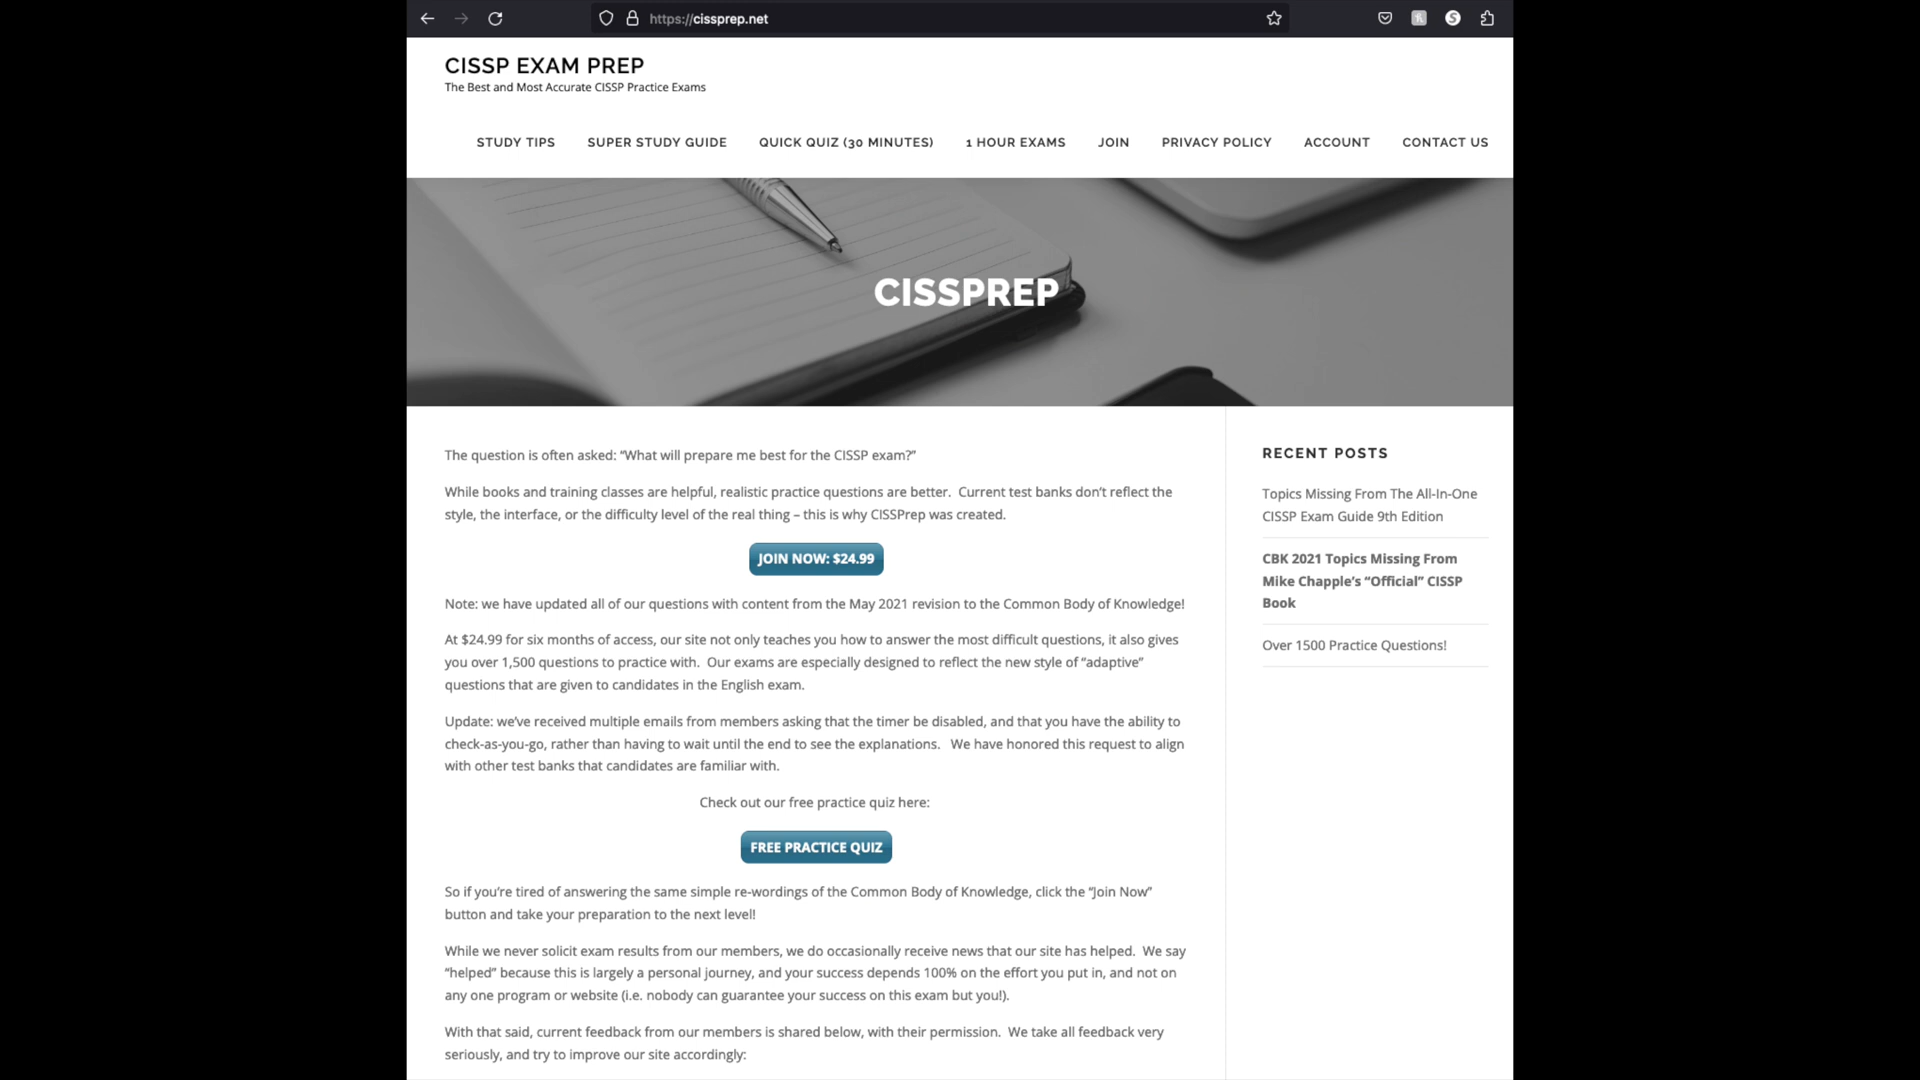 https://cissprep.net
CISSP EXAM PREP
The Best and Most Accurate CISSP Practice Exams
STUDY TIPS SUPER STUDY GUIDE QUICK QUIZ (30 MINUTES) 1 HOUR EXAMS JOIN PRIVACY POLICY ACCOUNT CONTACT US
CISSPREP
The question is often asked: “What will prepare me best for the CISSP exam?”
While books and training classes are helpful, realistic practice questions are better. Current test banks don’t reflect the
style, the interface, or the difficulty level of the real thing – this is why CISSPrep was created.
JOIN NOW: $24.99
Note: we have updated all of our questions with content from the May 2021 revision to the Common Body of Knowledge!
At $24.99 for six months of access, our site not only teaches you how to answer the most difficult questions, it also gives
you over 1,500 questions to practice with. Our exams are especially designed to reflect the new style of “adaptive”
questions that are given to candidates in the English exam.
Update: we’ve received multiple emails from members asking that the timer be disabled, and that you have the ability to
check-as-you-go, rather than having to wait until the end to see the explanations. We have honored this request to align
with other test banks that candidates are familiar with.
Check out our free practice quiz here:
FREE PRACTICE QUIZ
So if you’re tired of answering the same simple re-wordings of the Common Body of Knowledge, click the “Join Now”
button and take your preparation to the next level!
While we never solicit exam results from our members, we do occasionally receive news that our site has helped. We say
“helped” because this is largely a personal journey, and your success depends 100% on the effort you put in, and not on
any one program or website (i.e. nobody can guarantee your success on this exam but you!).
With that said, current feedback from our members is shared below, with their permission. We take all feedback very
seriously, and try to improve our site accordingly:
RECENT POSTS
Topics Missing From The All-In-One
CISSP Exam Guide 9th Edition
CBK 2021 Topics Missing From
Mike Chapple’s “Official” CISSP
Book
Over 1500 Practice Questions!